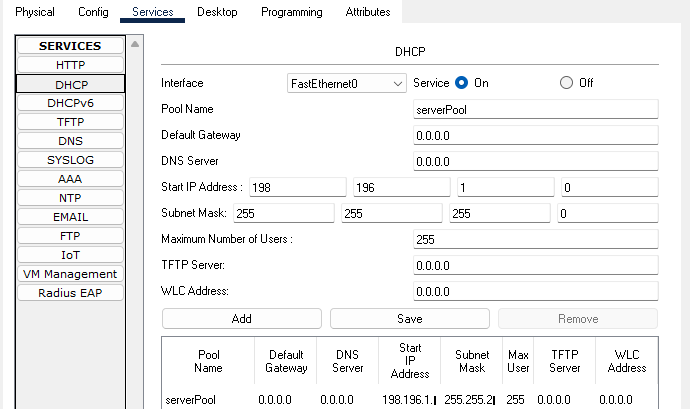 Physical Config Services Desktop Programming Attributes
SERVICES
HTTP
DHCP
DHCPv6
TFTP
DNS
SYSLOG
AAA
NTP
EMAIL
FTP
IoT
VM Management
Radius EAP
DHCP
Interface FastEthernet0 Service On Off
Pool Name serverPool
Default Gateway 0.0.0.0
DNS Server 0.0.0.0
Start IP Address : 198 196 1 0
Subnet Mask: 255 255 255 0
Maximum Number of Users : 255
TFTP Server: 0.0.0.0
WLC Address: 0.0.0.0
Add Save Remove
Pool Name Default Gateway DNS Server Start IP Address Subnet Mask Max User TFTP Server WLC Address
serverPool 0.0.0.0 0.0.0.0 198.196.1. 255.255.2 255 0.0.0.0 0.0.0.0